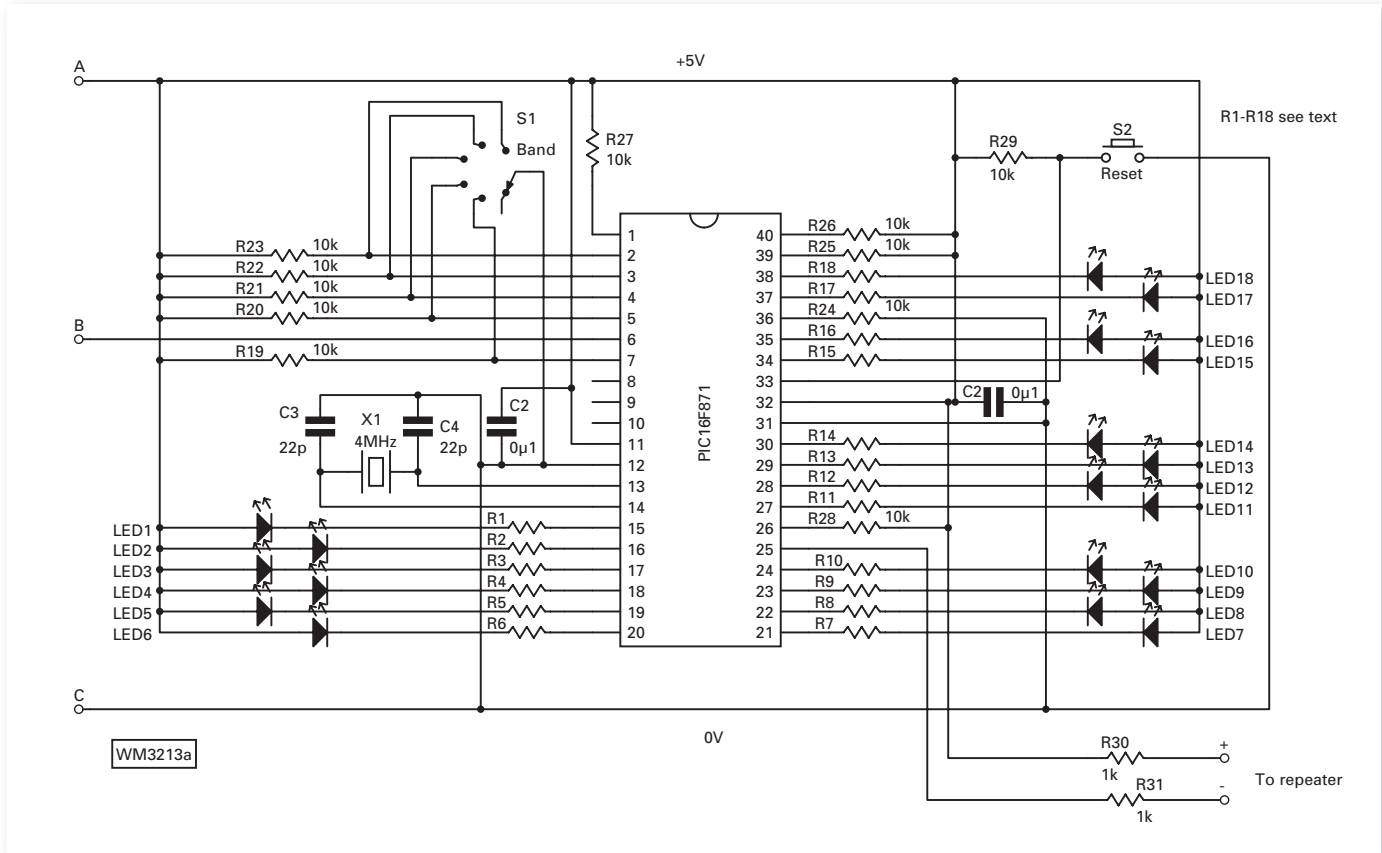 A
+5V
R1-R18 see text
S1
Band
R27
10k
R29
10k
S2
Reset
R23 10k
R22 10k
R21 10k
R20 10k
B
R19 10k
1
2
3
4
5
6
7
8
9
10
11
12
13
14
15
16
17
18
19
20
PIC16F871
40
39
38
37
36
35
34
33
32
31
30
29
28
27
26
25
24
23
22
21
R26 10k
R25 10k
R18
R17
R24 10k
R16
R15
LED18
LED17
LED16
LED15
C2 0µ1
C3
22p
X1
4MHz
C4
22p
C2
0µ1
R14
R13
R12
R11
R28 10k
LED14
LED13
LED12
LED11
LED1
LED2
LED3
LED4
LED5
LED6
R1
R2
R3
R4
R5
R6
R10
R9
R8
R7
LED10
LED9
LED8
LED7
C
0V
WM3213a
R30
1k
+
R31
1k
-
To repeater